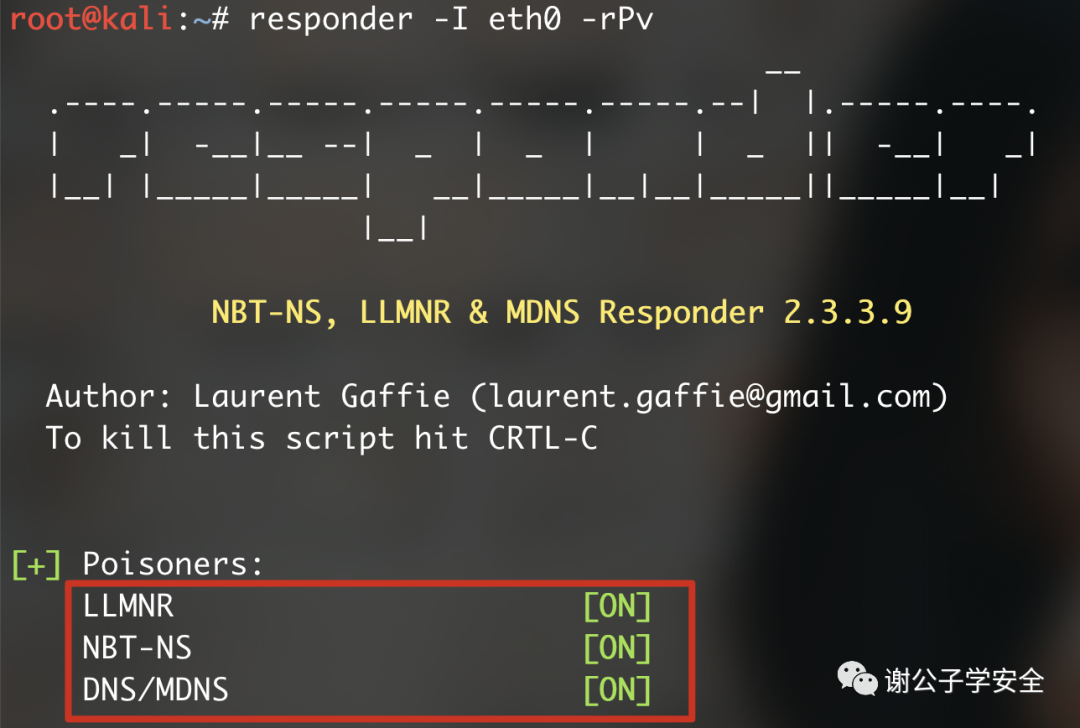 root@kali:~# responder -I eth0 -rPv
                                         __
  .----.-----.-----.-----.-----.-----.--|  |.-----.----.
  |   _|  -__|__ --|  _  |  _  |     |  _  ||  -__|   _|
  |__| |_____|_____|   __|_____|__|__|_____||_____|__|
                   |__|
NBT-NS, LLMNR & MDNS Responder 2.3.3.9
Author: Laurent Gaffie (laurent.gaffie@gmail.com)
To kill this script hit CRTL-C
[+] Poisoners:
LLMNR [ON]
NBT-NS [ON]
DNS/MDNS [ON]
谢公子学安全